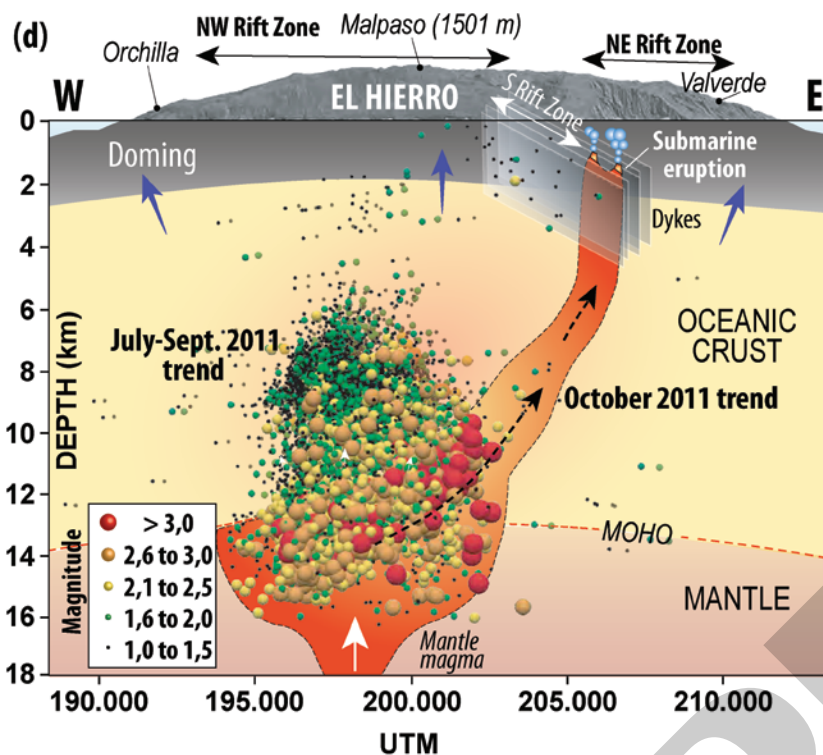 (d)
NW Rift Zone
Malpaso (1501 m)
NE Rift Zone
Orchilla
Valverde
W
EL HIERRO
E
S Rift Zone
0
Doming
Submarine
eruption
2
Dykes
4
6
July-Sept. 2011
trend
OCEANIC
CRUST
8
DEPTH (km)
October 2011 trend
10
12
Magnitude
> 3,0
2,6 to 3,0
2,1 to 2,5
1,6 to 2,0
1,0 to 1,5
MOHO
14
MANTLE
16
Mantle
magma
18
190.000
195.000
200.000
205.000
210.000
UTM